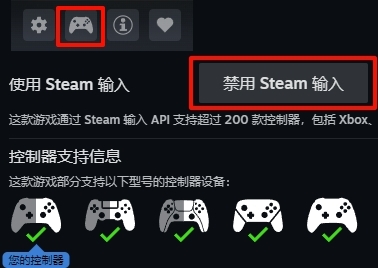 使用 Steam 输入
禁用 Steam 输入
这款游戏通过 Steam 输入 API 支持超过 200 款控制器，包括 Xbox、
控制器支持信息
这款游戏部分支持以下型号的控制器设备：
您的控制器